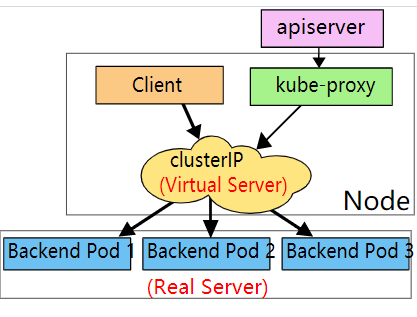 apiserver
Client
kube-proxy
clusterIP
(Virtual Server)
Node
Backend Pod 1
Backend Pod 2
Backend Pod 3
(Real Server)